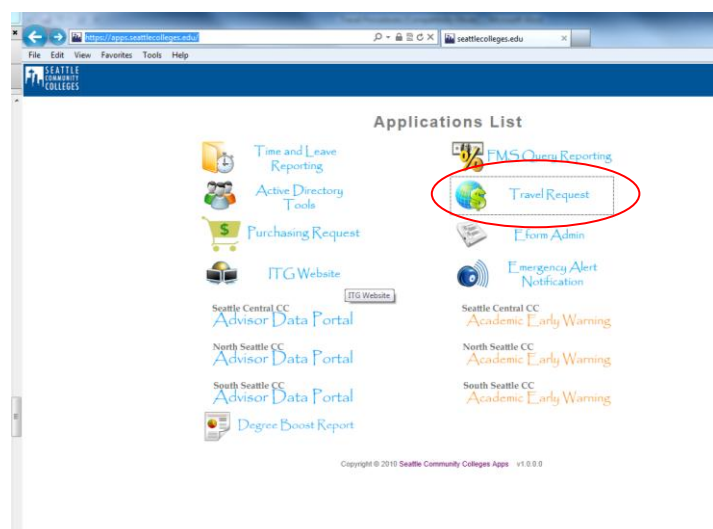 https://apps.seattlecolleges.edu/
seattlecolleges.edu
File Edit View Favorites Tools Help
SEATTLE
COMMUNITY
COLLEGES
Applications List
Time and Leave
Reporting
FMS Query Reporting
Active Directory
Tools
Travel Request
Purchasing Request
Eform Admin
ITG Website
Emergency Alert
Notification
ITG Website
Seattle Central CC
Advisor Data Portal
Seattle Central CC
Academic Early Warning
North Seattle CC
Advisor Data Portal
North Seattle CC
Academic Early Warning
South Seattle CC
Advisor Data Portal
South Seattle CC
Academic Early Warning
Degree Boost Report
Copyright © 2010 Seattle Community Colleges Apps v1.0.0.0